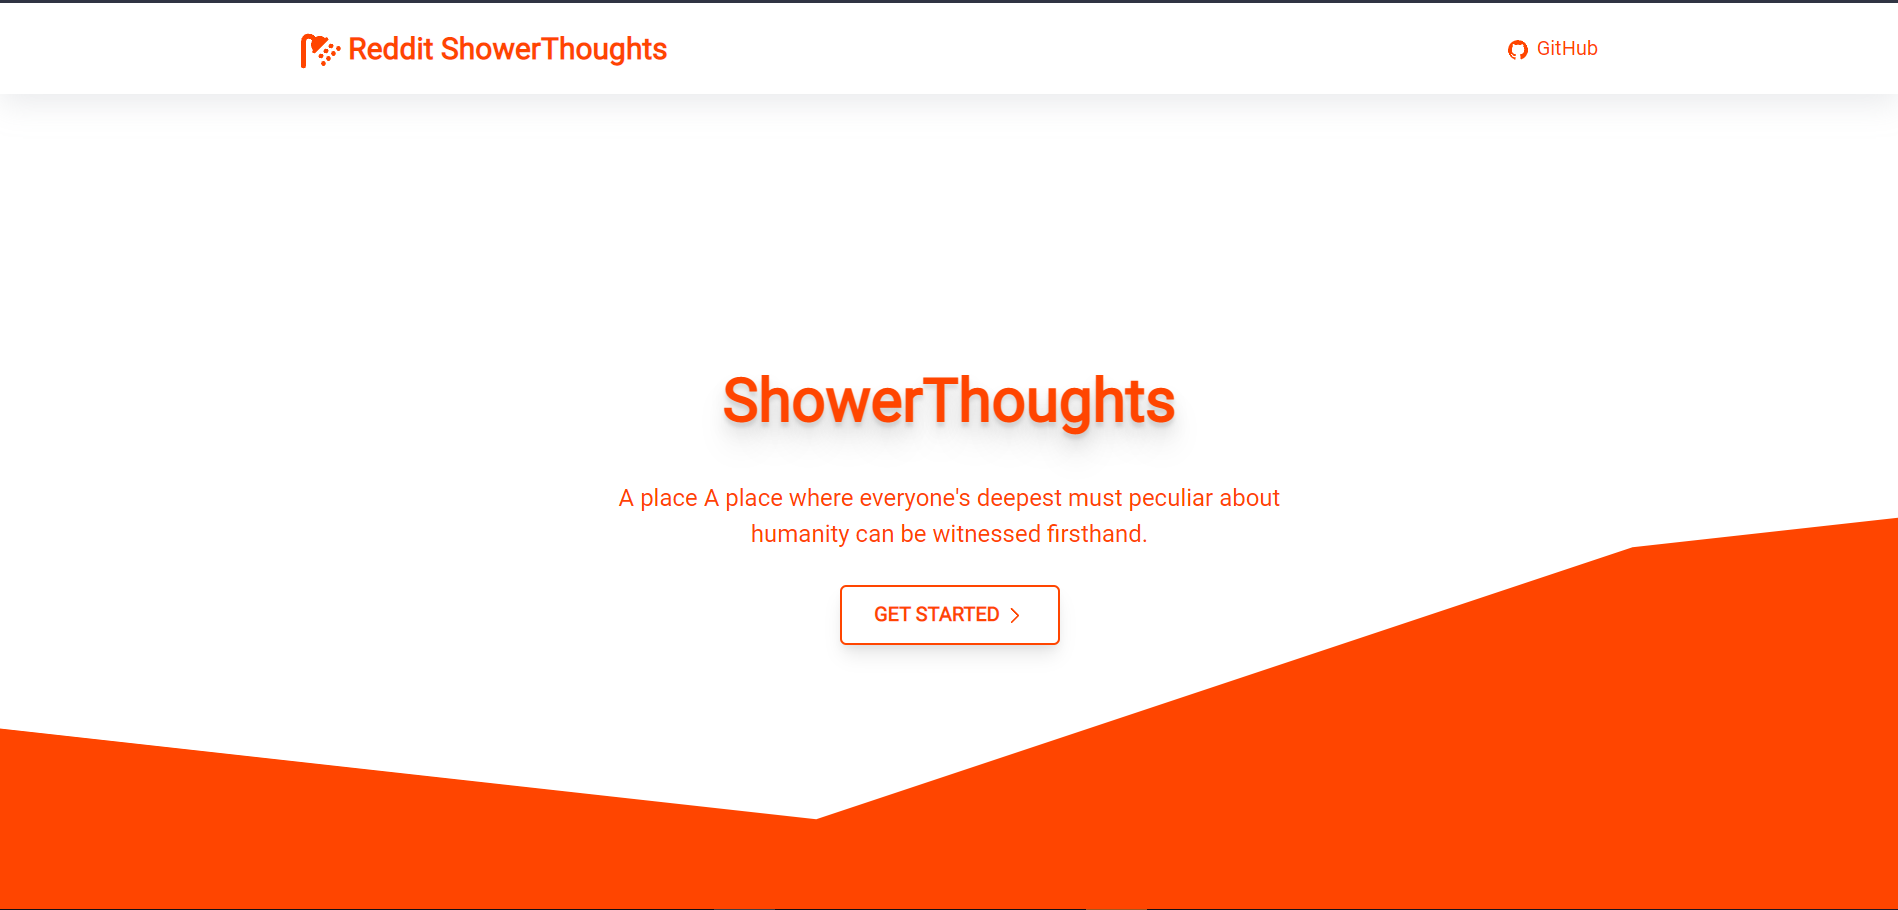 Reddit ShowerThoughts
GitHub
ShowerThoughts
A place A place where everyone's deepest must peculiar about
humanity can be witnessed firsthand.
GET STARTED